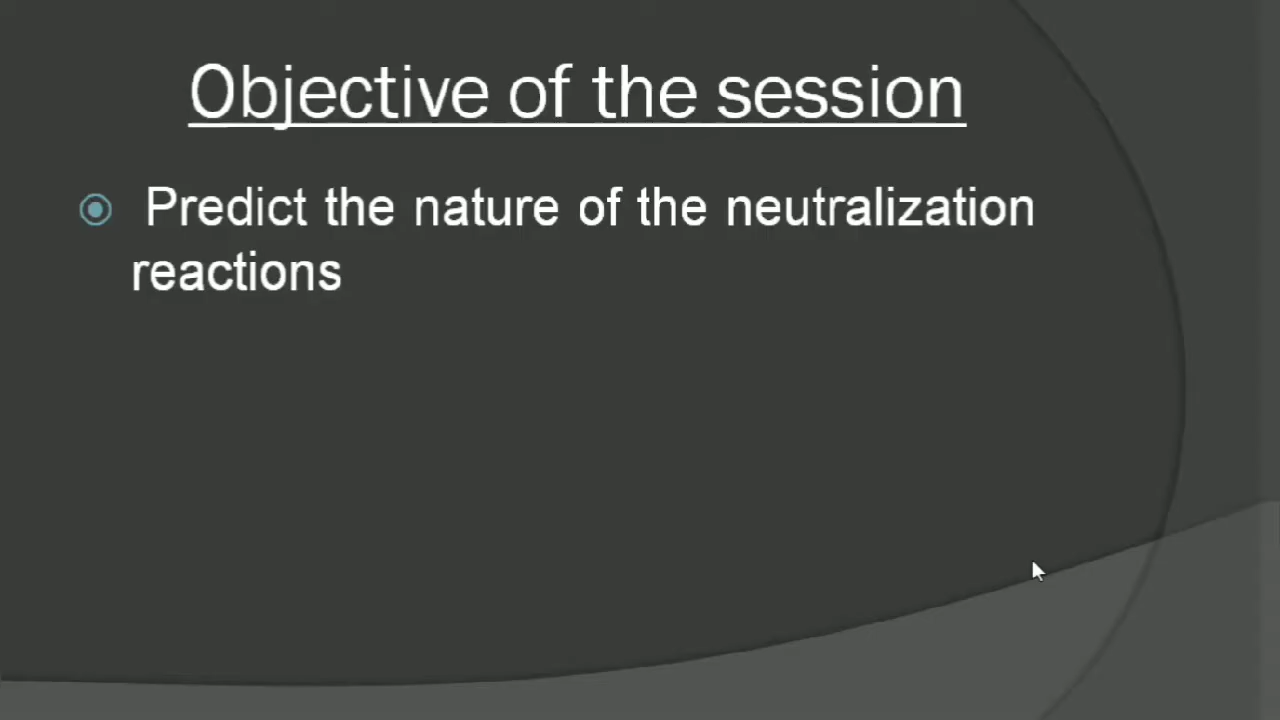 Objective of the session
Predict the nature of the neutralization
reactions